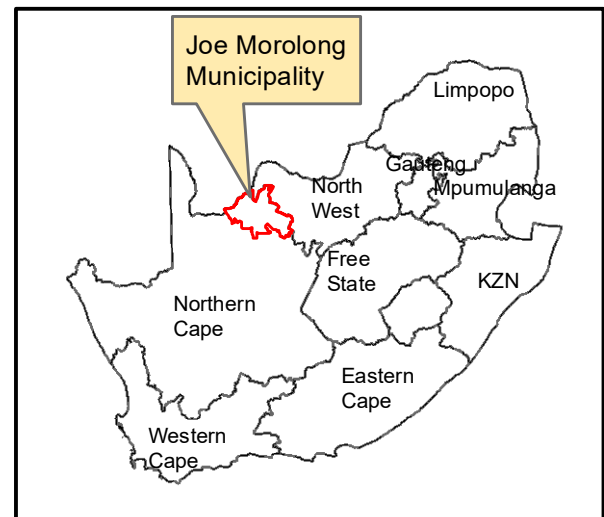 Joe Morolong
Municipality
Limpopo
Gauteng
Mpumulanga
North
West
Free
State
KZN
Northern
Cape
Eastern
Cape
Western
Cape